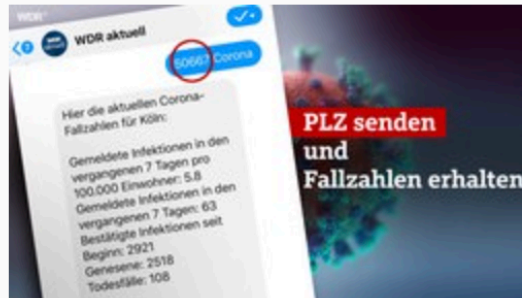 WDR
WDR aktuell
50667 Corona
Hier die aktuellen Corona-
Fallzahlen für Köln:
Gemeldete Infektionen in den
vergangenen 7 Tagen pro
100.000 Einwohner: 5.8
Gemeldete Infektionen in den
vergangenen 7 Tagen: 63
Bestätigte Infektionen seit
Beginn: 2921
Genesene: 2518
Todesfälle: 108
PLZ senden
und
Fallzahlen erhalten